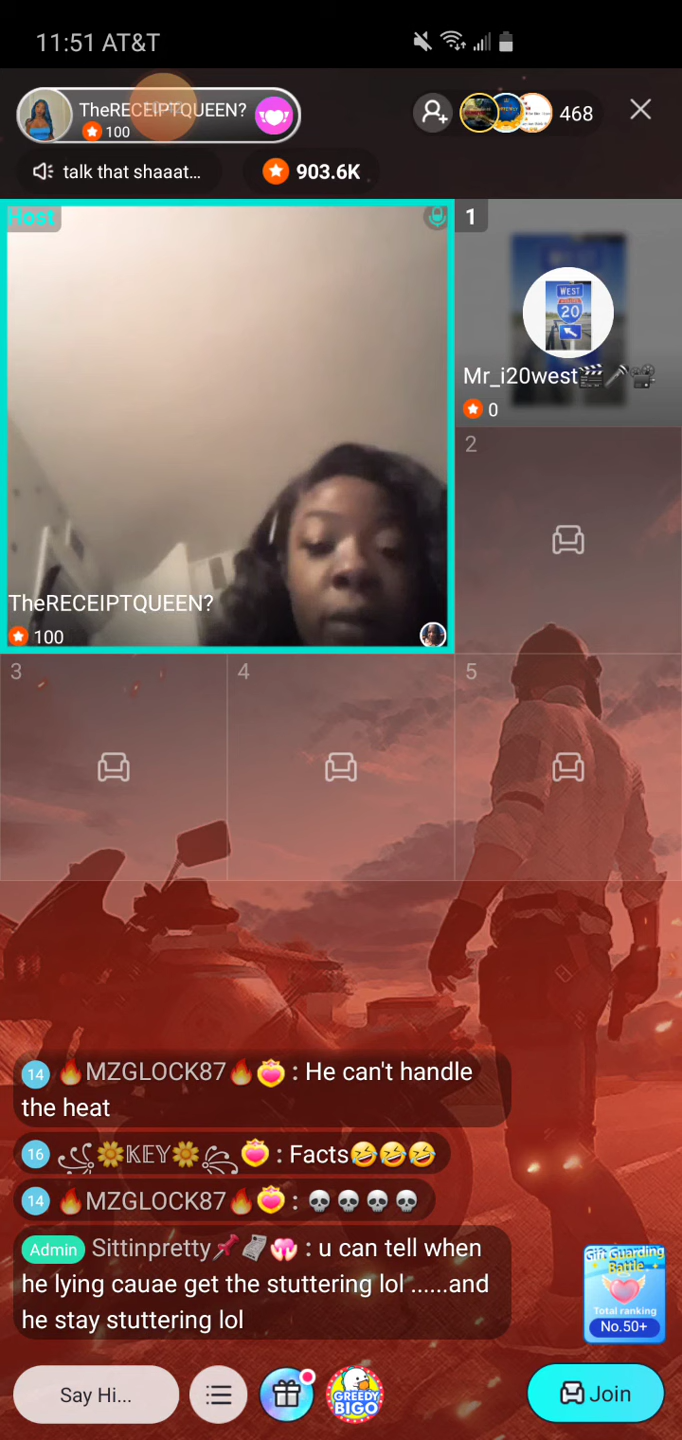 11:51 AT&T
TheRECEIPTQUEEN?
100
468
talk that shaaat...
903.6K
Host
1
WEST
20
Mr_i20west🎬🎤📽
0
2
TheRECEIPTQUEEN?
100
3
4
5
14 🔥MZGLOCK87🔥💝 : He can't handle
the heat
16 ꧁🌼𝕂𝔼𝕐🌼꧂💝 : Facts🤣🤣🤣
14 🔥MZGLOCK87🔥💝 : 💀💀💀💀
Admin Sittinpretty📌🧾💖 : u can tell when
he lying cauae get the stuttering lol ......and
he stay stuttering lol
Gift Guarding
Battle
Total ranking
No.50+
Say Hi...
GREEDY
BIGO
Join